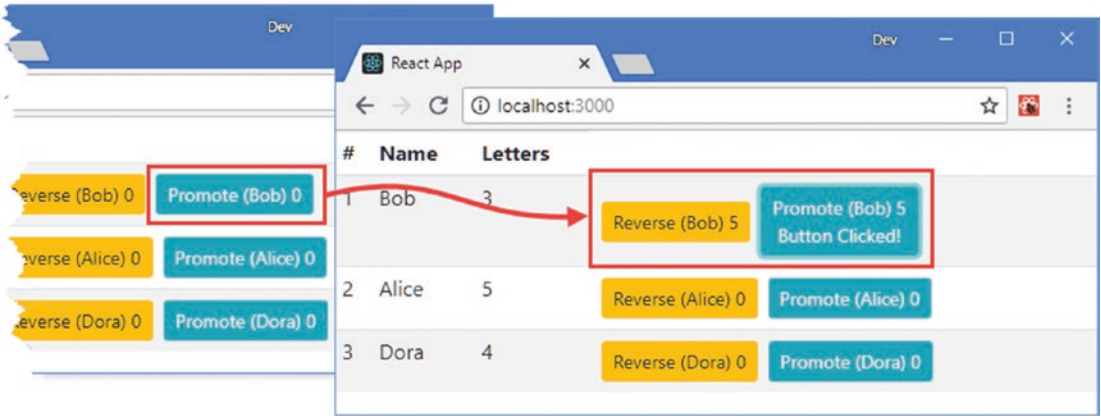 Dev
Reverse (Bob) 0 Promote (Bob) 0
Reverse (Alice) 0 Promote (Alice) 0
Reverse (Dora) 0 Promote (Dora) 0
Dev
React App
localhost:3000
# Name Letters
1 Bob 3 Reverse (Bob) 5 Promote (Bob) 5
Button Clicked!
2 Alice 5 Reverse (Alice) 0 Promote (Alice) 0
3 Dora 4 Reverse (Dora) 0 Promote (Dora) 0